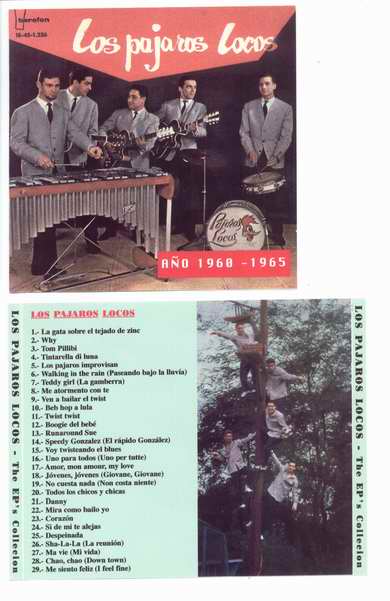 berofon
IE-45-1.256
Los pajaros Locos
Pajaros
Locos
AÑO 1960 -1965
LOS PAJAROS LOCOS - The EP's Collecion
LOS PAJAROS LOCOS
1.- La gata sobre el tejado de zinc
2.- Why
3.- Tom Pillibi
4.- Tintarella di luna
5.- Los pajaros improvisan
6.- Walking in the rain (Paseando bajo la lluvia)
7.- Teddy girl (La gamberra)
8.- Me atormento con te
9.- Ven a bailar el twist
10.- Beh hop a lula
11.- Twist twist
12.- Boogie del bebé
13.- Runaround Sue
14.- Speedy Gonzalez (El rápido González)
15.- Voy twisteando el blues
16.- Uno para todos (Uno per tutte)
17.- Amor, mon amour, my love
18.- Jóvenes, jóvenes (Giovane, Giovane)
19.- No cuesta nada (Non costa niente)
20.- Todos los chicos y chicas
21.- Danny
22.- Mira como bailo yo
23.- Corazón
24.- Si de mi te alejas
25.- Despeinada
26.- Sha-La-La (La reunión)
27.- Ma vie (Mi vida)
28.- Chao, chao (Down town)
29.- Me siento feliz (I feel fine)
LOS PAJAROS LOCOS - The EP's Collecion